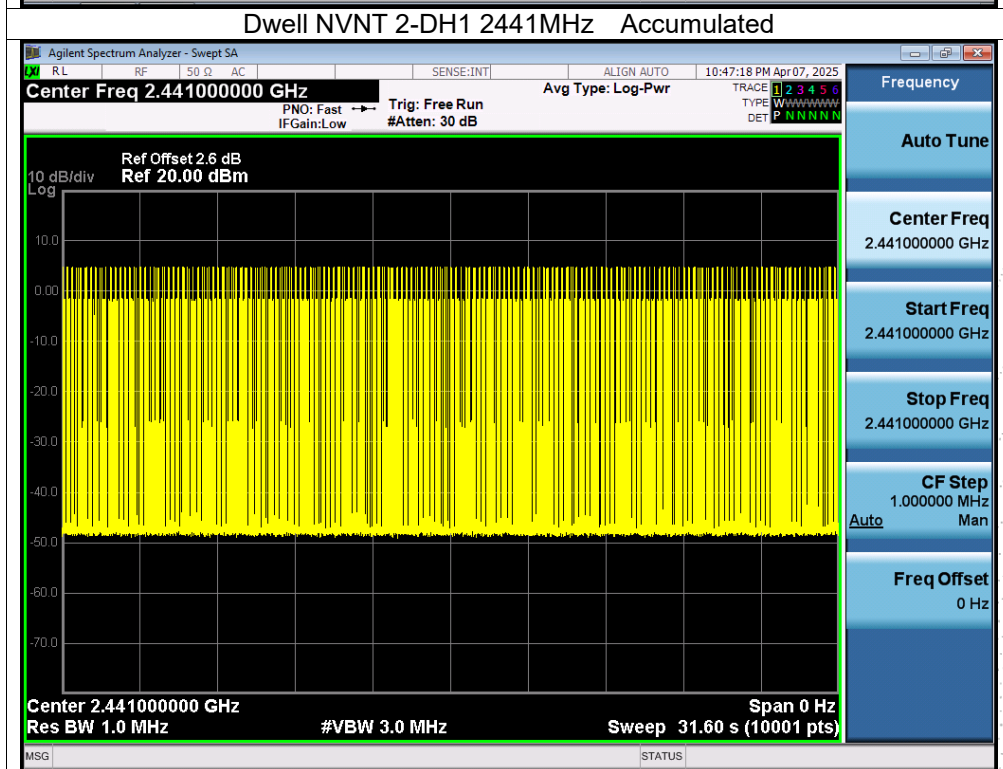 Dwell NVNT 2-DH1 2441MHz Accumulated
Agilent Spectrum Analyzer - Swept SA
LXI RL RF 50 Ω AC SENSE:INT ALIGN AUTO 10:47:18 PM Apr 07, 2025
Center Freq 2.441000000 GHz
PNO: Fast
IFGain:Low
Trig: Free Run
#Atten: 30 dB
Avg Type: Log-Pwr
TRACE 1 2 3 4 5 6
TYPE WWWWWW
DET P N N N N N
Ref Offset 2.6 dB
10 dB/div Ref 20.00 dBm
Log
10.0
0.00
-10.0
-20.0
-30.0
-40.0
-50.0
-60.0
-70.0
Center 2.441000000 GHz Span 0 Hz
Res BW 1.0 MHz #VBW 3.0 MHz Sweep 31.60 s (10001 pts)
MSG STATUS
Frequency
Auto Tune
Center Freq
2.441000000 GHz
Start Freq
2.441000000 GHz
Stop Freq
2.441000000 GHz
CF Step
1.000000 MHz
Auto Man
Freq Offset
0 Hz